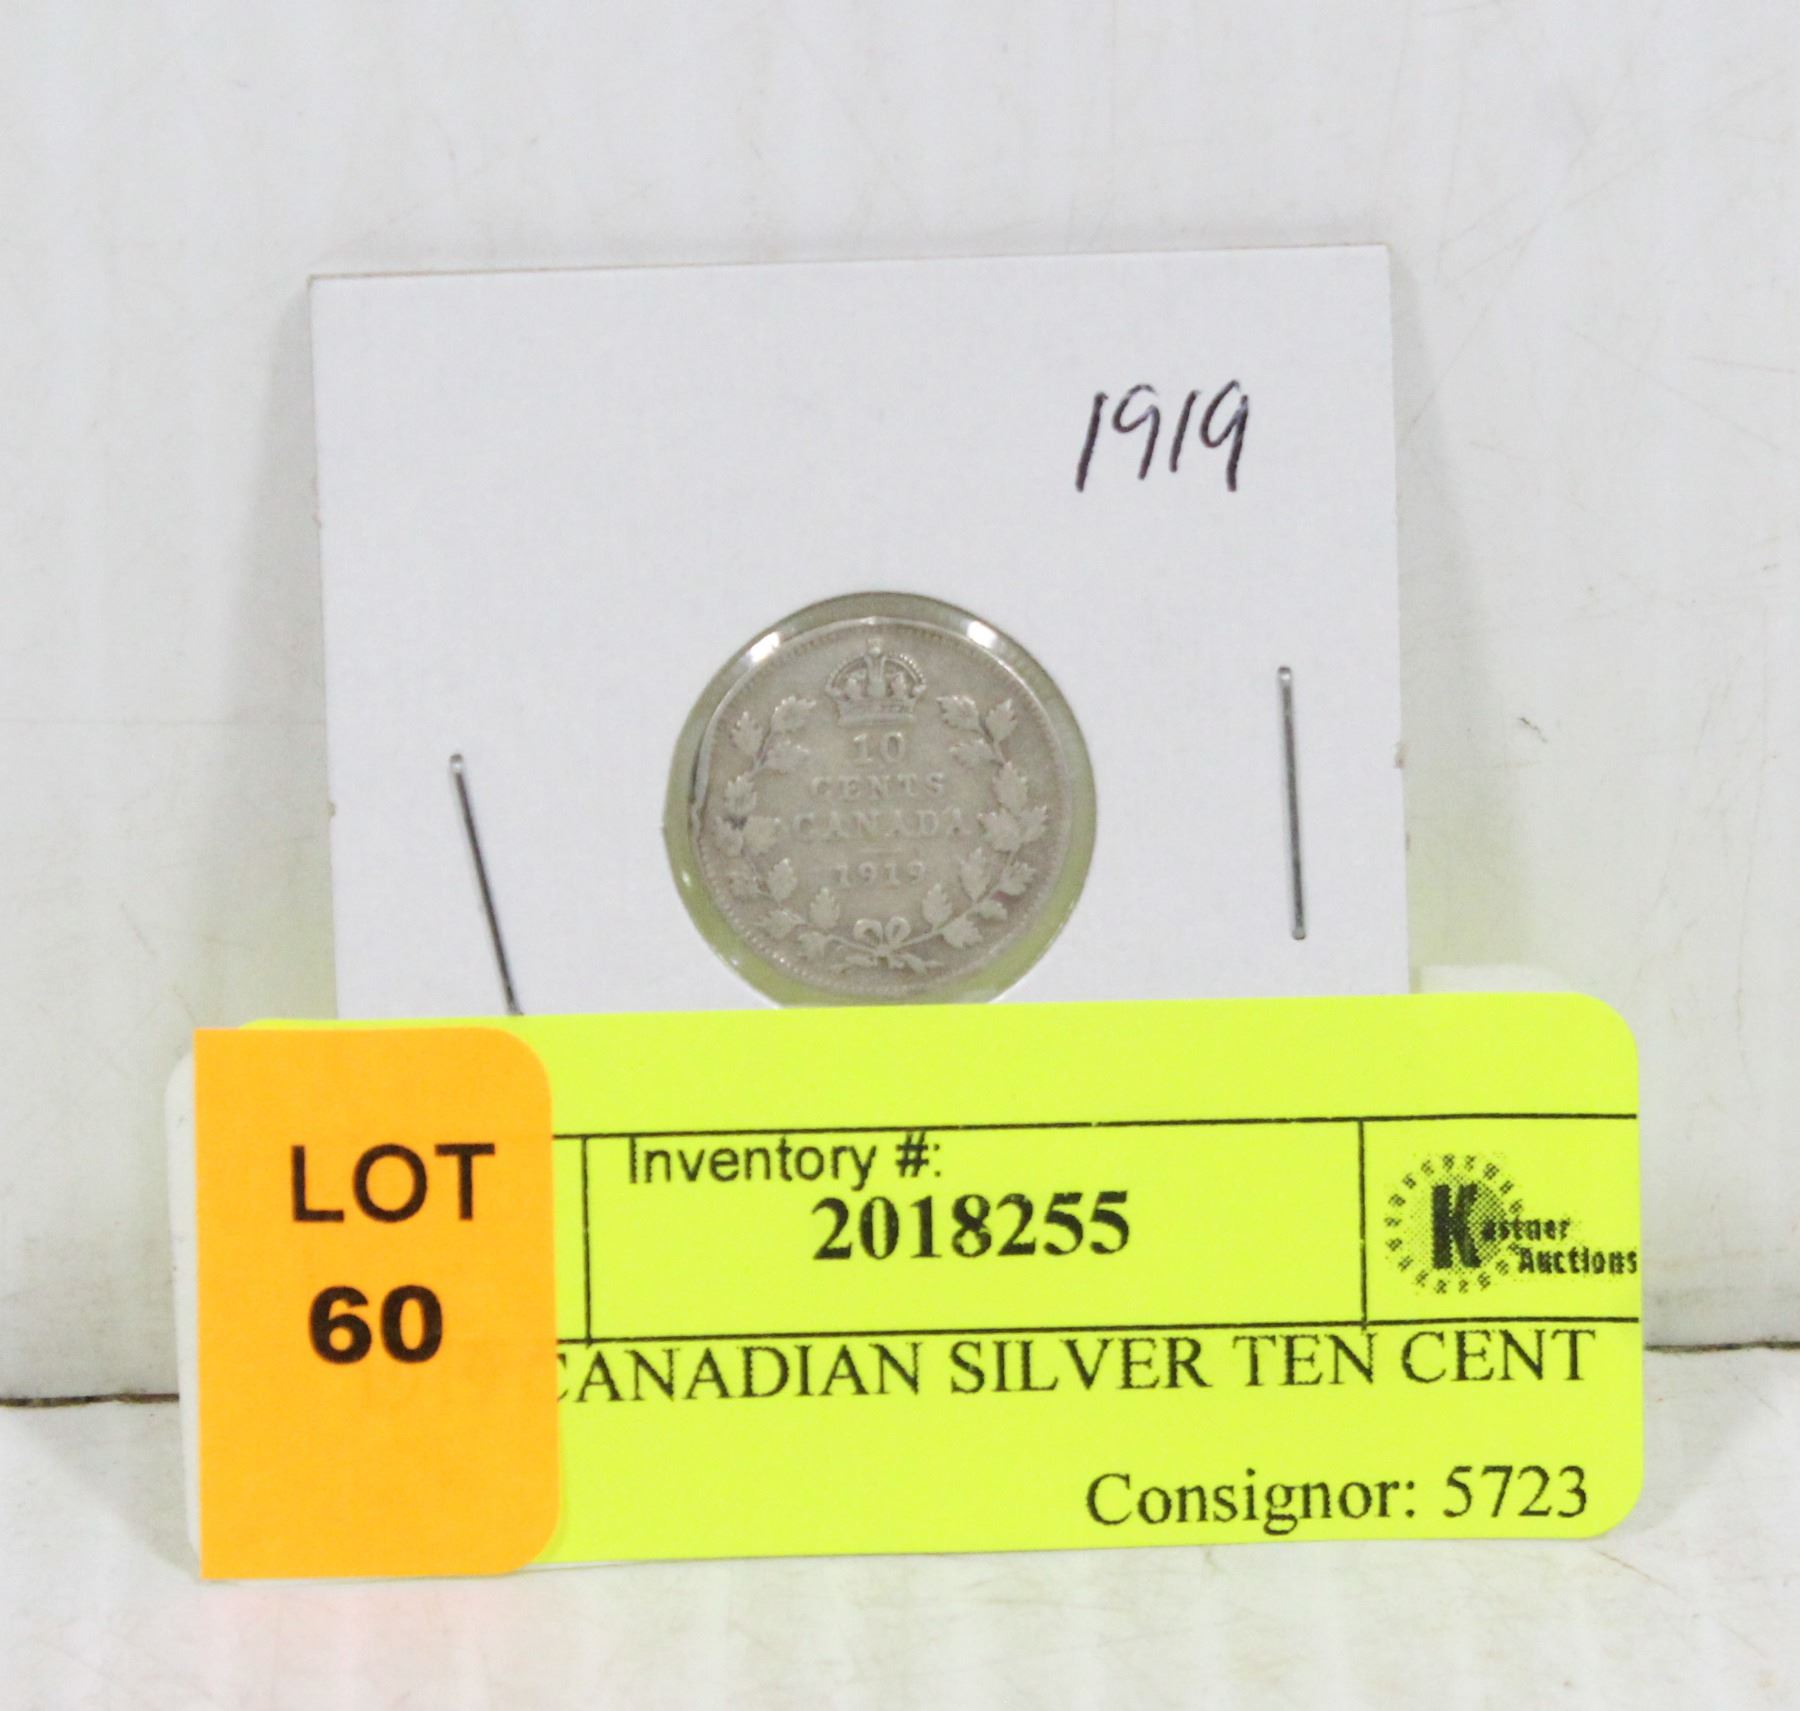 1919
10
CENTS
CANADA
1919
LOT
60
Inventory #:
2018255
Kastner
Auctions
CANADIAN SILVER TEN CENT
Consignor: 5723